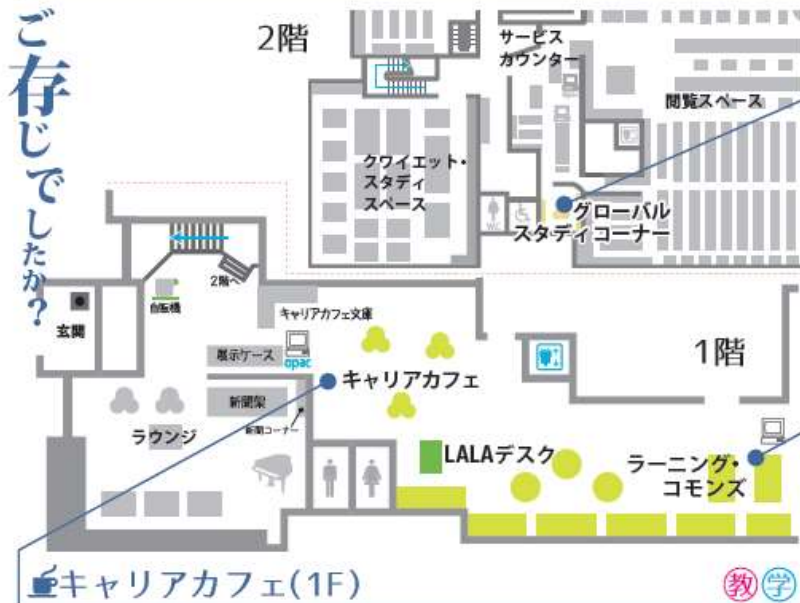 ご存じでしたか?
2階
サービス
カウンター
閲覧スペース
クワイエット・
スタディ
スペース
WC
グローバル
スタディコーナー
2階へ
自販機
玄関
キャリアカフェ文庫
展示ケース
opac
1階
キャリアカフェ
新聞架
新聞コーナー
ラウンジ
LALAデスク
ラーニング・
コモンズ
キャリアカフェ(1F)
教 学